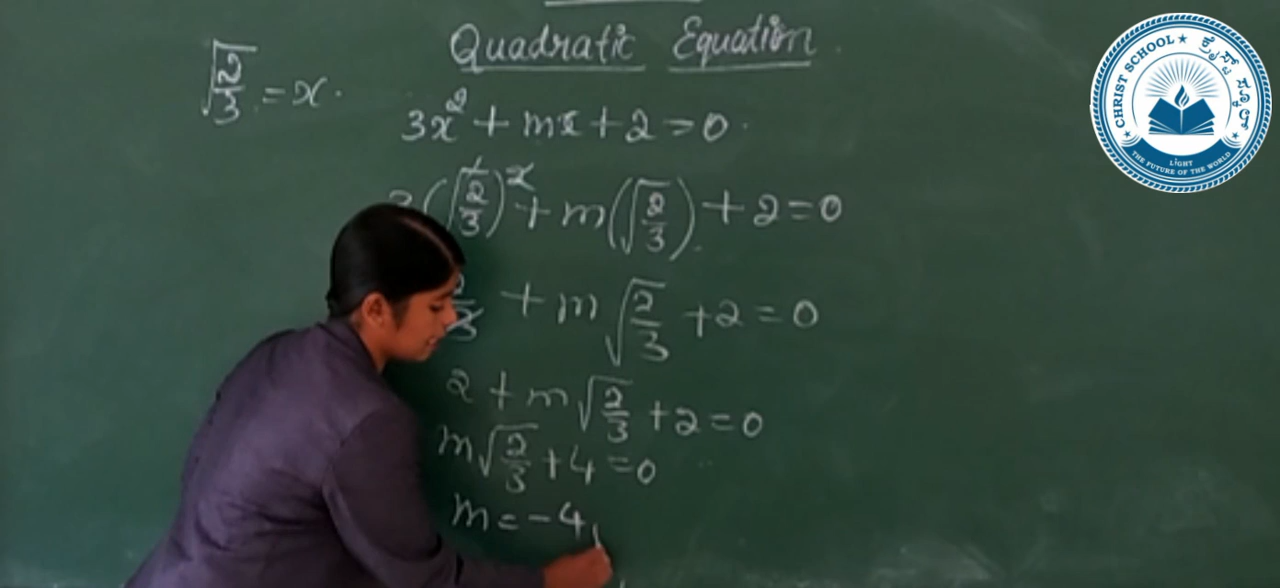 Quadratic Equation
√(2/3) = x.
3x² + mx + 2 = 0.
3(√(2/3))² + m(√(2/3)) + 2 = 0
2/3 + m√(2/3) + 2 = 0
2 + m√(2/3) + 2 = 0
m√(2/3) + 4 = 0
m = -4
CHRIST SCHOOL
ಕ್ರೈಸ್ಟ್ ಸ್ಕೂಲ್
LIGHT
THE FUTURE OF THE WORLD